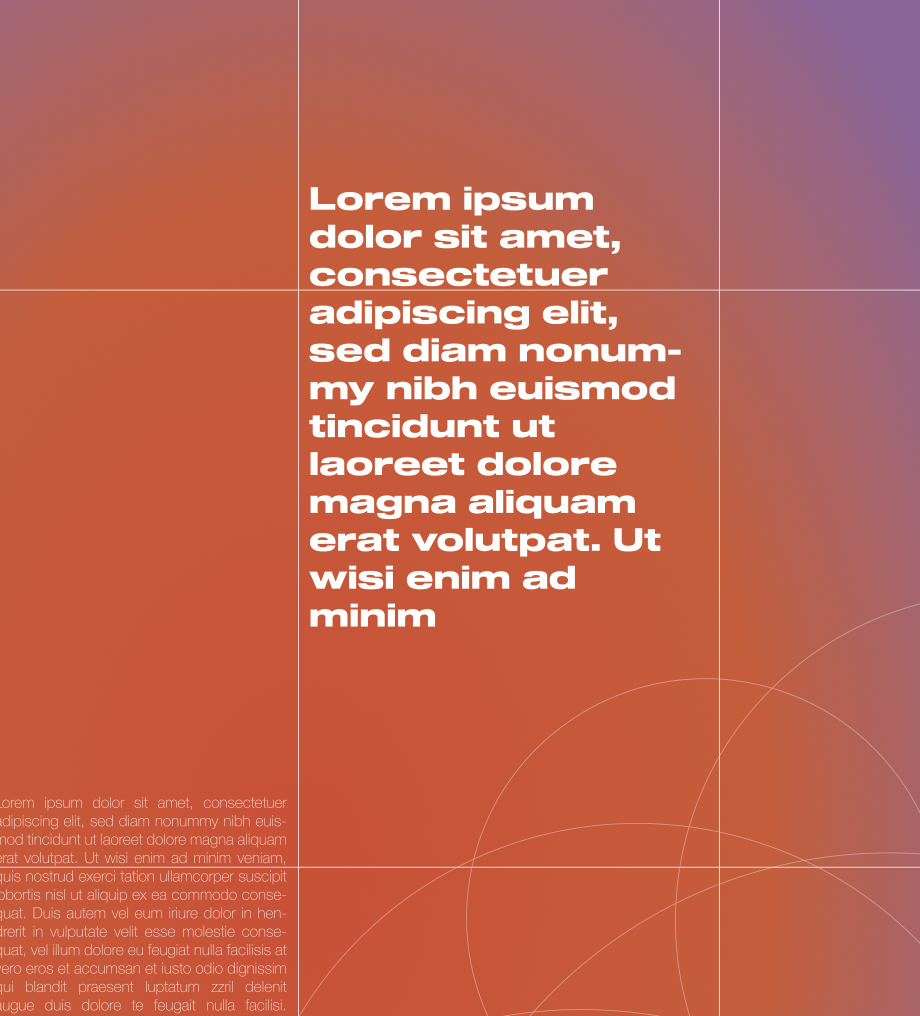 Lorem ipsum
dolor sit amet,
consectetuer
adipiscing elit,
sed diam nonum-
my nibh euismod
tincidunt ut
laoreet dolore
magna aliquam
erat volutpat. Ut
wisi enim ad
minim
Lorem ipsum dolor sit amet, consectetuer
adipiscing elit, sed diam nonummy nibh euis-
mod tincidunt ut laoreet dolore magna aliquam
erat volutpat. Ut wisi enim ad minim veniam,
quis nostrud exerci tation ullamcorper suscipit
lobortis nisl ut aliquip ex ea commodo conse-
quat. Duis autem vel eum iriure dolor in hen-
drerit in vulputate velit esse molestie conse-
quat, vel illum dolore eu feugiat nulla facilisis at
vero eros et accumsan et iusto odio dignissim
qui blandit praesent luptatum zzril delenit
augue duis dolore te feugait nulla facilisi.